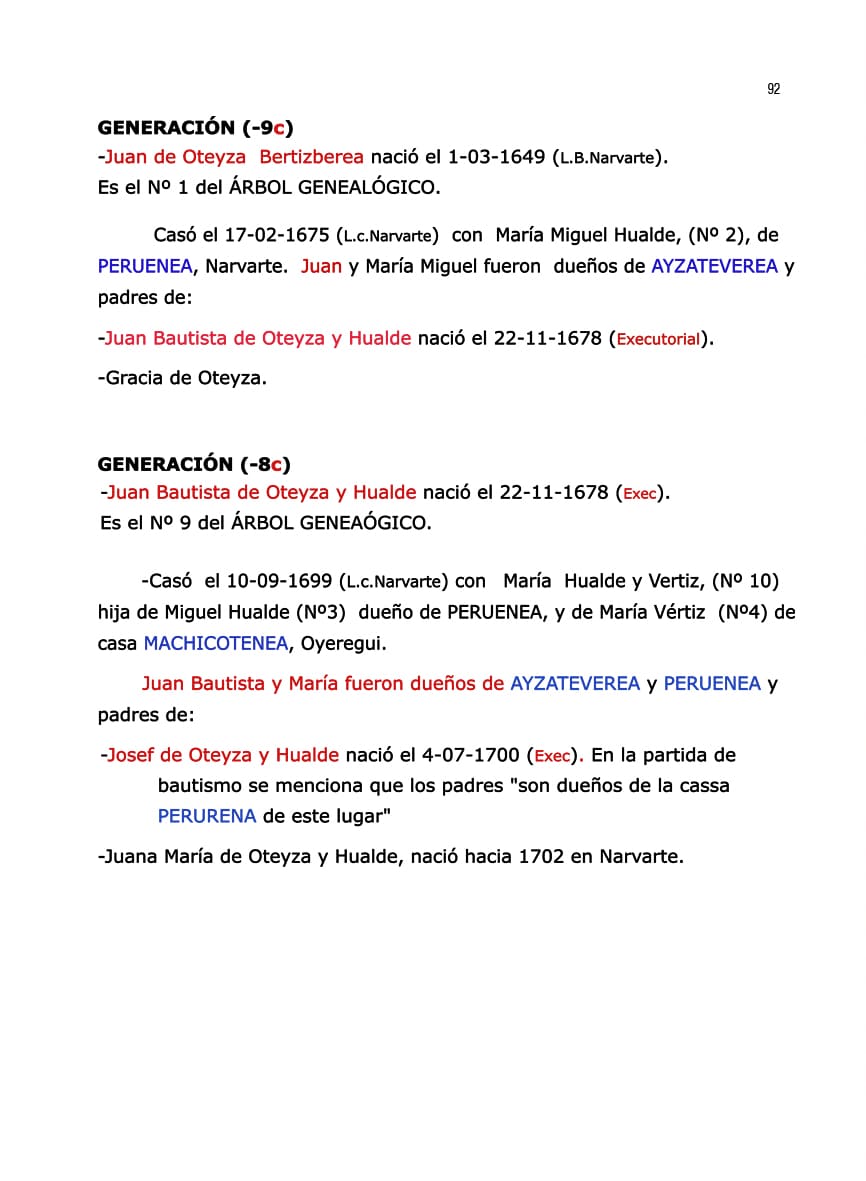 92
GENERACIÓN (-9c)
-Juan de Oteyza  Bertizberea nació el 1-03-1649 (L.B.Narvarte).
Es el Nº 1 del ÁRBOL GENEALÓGICO.
Casó el 17-02-1675 (L.c.Narvarte)  con  María Miguel Hualde, (Nº 2), de
PERUENEA, Narvarte.  Juan y María Miguel fueron  dueños de AYZATEVEREA y
padres de:
-Juan Bautista de Oteyza y Hualde nació el 22-11-1678 (Executorial).
-Gracia de Oteyza.
GENERACIÓN (-8c)
-Juan Bautista de Oteyza y Hualde nació el 22-11-1678 (Exec).
Es el Nº 9 del ÁRBOL GENEAÓGICO.
-Casó  el 10-09-1699 (L.c.Narvarte) con   María  Hualde y Vertiz, (Nº 10)
hija de Miguel Hualde (Nº3)  dueño de PERUENEA, y de María Vértiz  (Nº4) de
casa MACHICOTENEA, Oyeregui.
Juan Bautista y María fueron dueños de AYZATEVEREA y PERUENEA y
padres de:
-Josef de Oteyza y Hualde nació el 4-07-1700 (Exec). En la partida de
bautismo se menciona que los padres "son dueños de la cassa
PERURENA de este lugar"
-Juana María de Oteyza y Hualde, nació hacia 1702 en Narvarte.